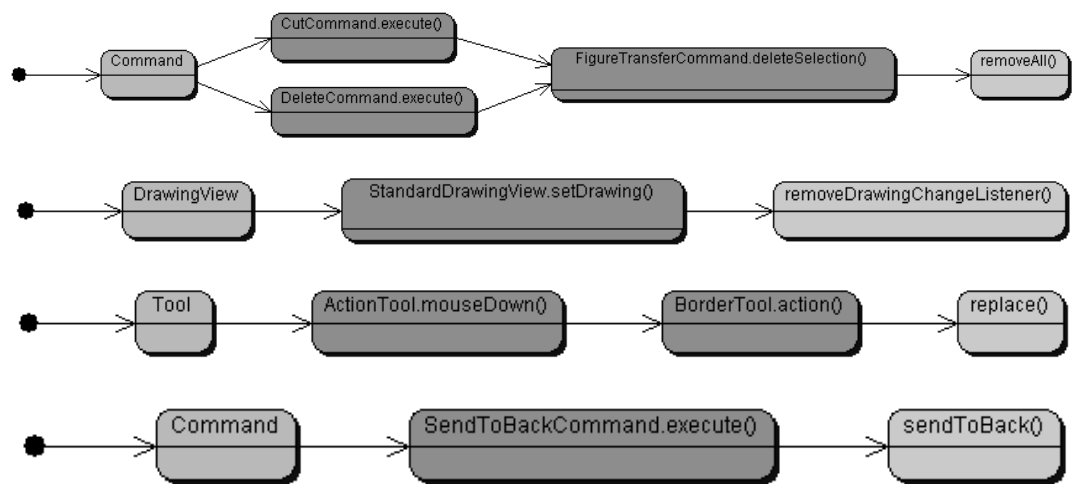 CutCommand.execute()
Command
FigureTransferCommand.deleteSelection()
removeAll()
DeleteCommand.execute()
DrawingView
StandardDrawingView.setDrawing()
removeDrawingChangeListener()
Tool
ActionTool.mouseDown()
BorderTool.action()
replace()
Command
SendToBackCommand.execute()
sendToBack()